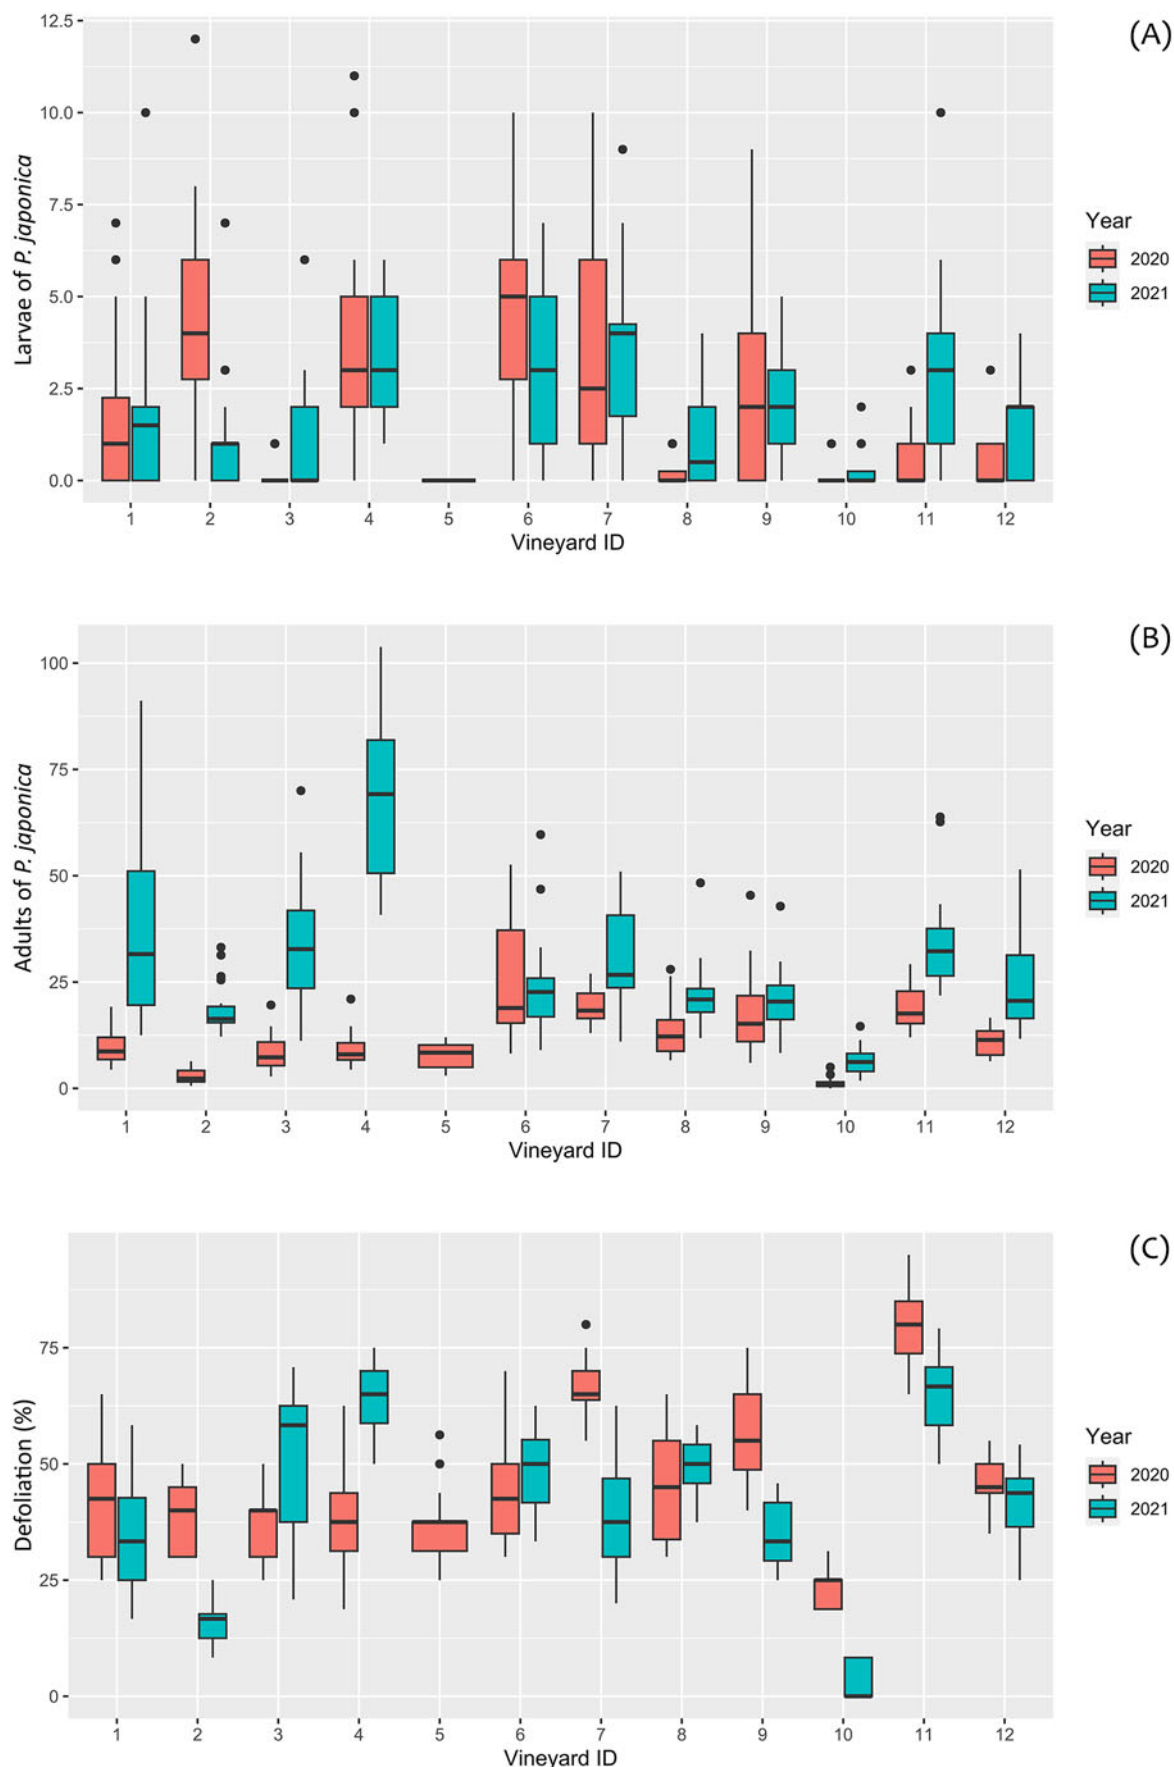 (A)
12.5
10.0
7.5
5.0
2.5
0.0
Larvae of P. japonica
1 2 3 4 5 6 7 8 9 10 11 12
Vineyard ID
Year
2020
2021
(B)
100
75
50
25
0
Adults of P. japonica
1 2 3 4 5 6 7 8 9 10 11 12
Vineyard ID
Year
2020
2021
(C)
75
50
25
0
Defoliation (%)
1 2 3 4 5 6 7 8 9 10 11 12
Vineyard ID
Year
2020
2021